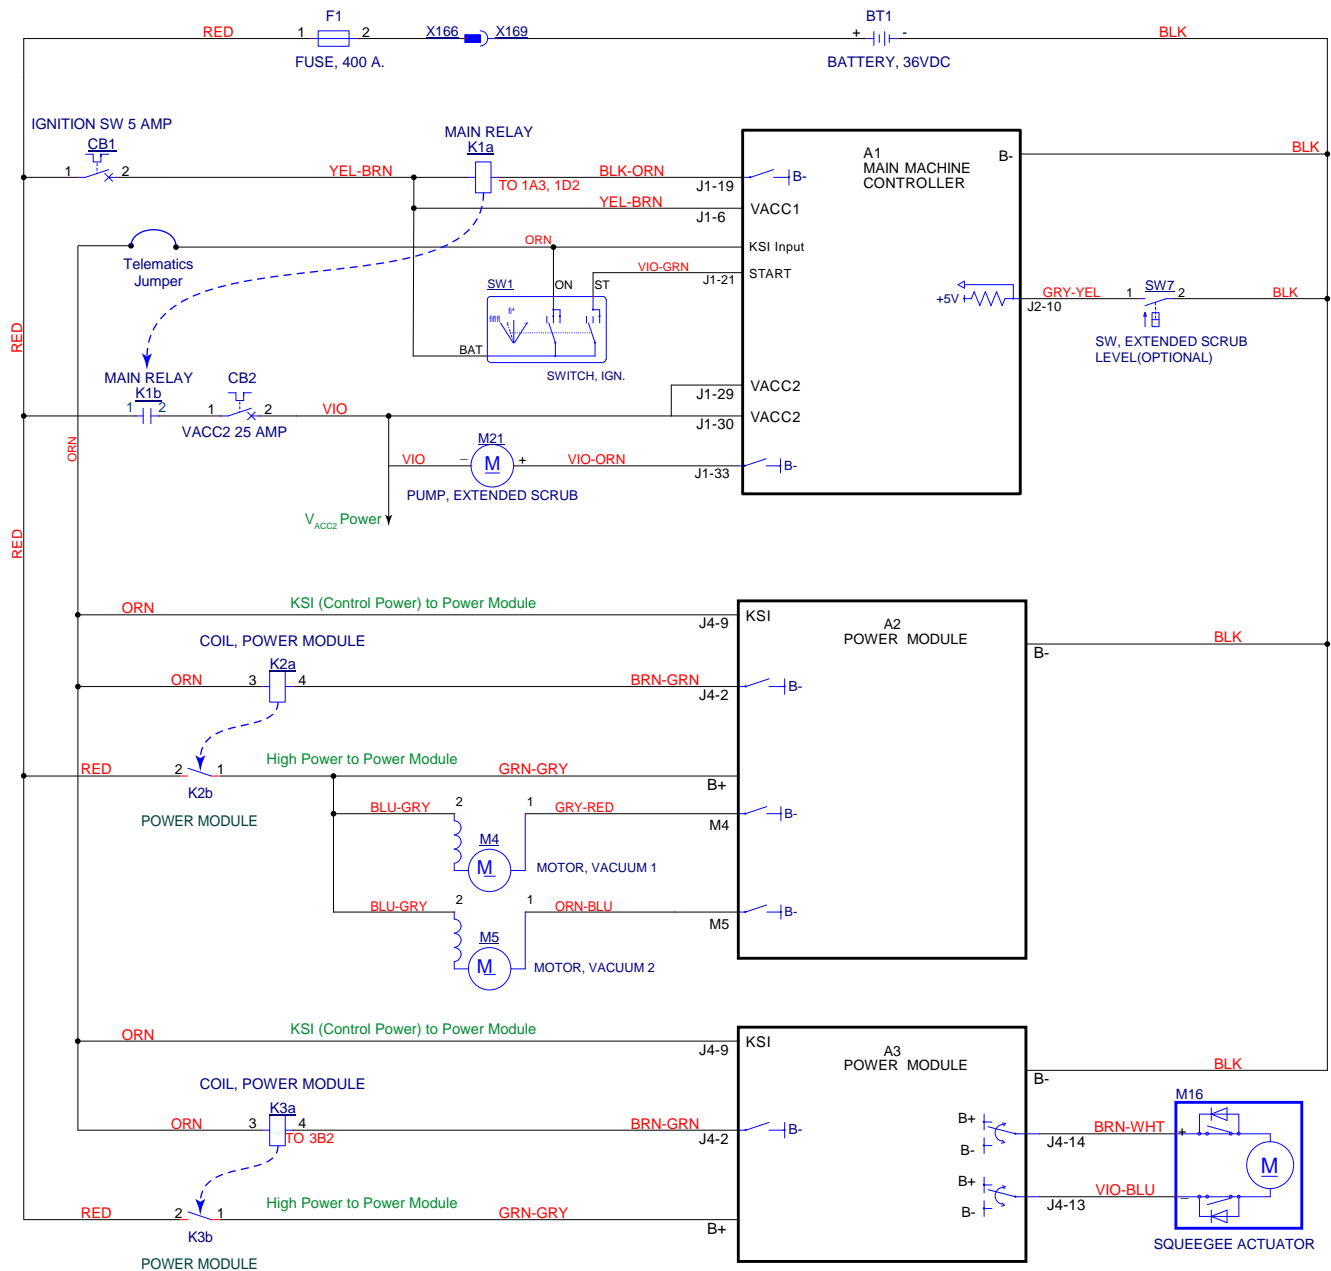 F1
BT1
RED
1
2
X166
X169
+
-
BLK
FUSE, 400 A.
BATTERY, 36VDC
IGNITION SW 5 AMP
CB1
1
2
YEL-BRN
MAIN RELAY
K1a
TO 1A3, 1D2
BLK-ORN
J1-19
B-
A1
MAIN MACHINE
CONTROLLER
B-
BLK
YEL-BRN
J1-6
VACC1
ORN
KSI Input
Telematics
Jumper
VIO-GRN
J1-21
START
SW1
ON
ST
BAT
SWITCH, IGN.
+5V
GRY-YEL
J2-10
1
SW7
2
BLK
SW, EXTENDED SCRUB
LEVEL(OPTIONAL)
RED
MAIN RELAY
K1b
1
2
CB2
1
2
VIO
VACC2 25 AMP
J1-29
VACC2
J1-30
VACC2
ORN
M21
VIO
–
M
+
VIO-ORN
J1-33
B-
PUMP, EXTENDED SCRUB
VACC2 Power
RED
ORN
KSI (Control Power) to Power Module
J4-9
KSI
A2
POWER MODULE
B-
BLK
COIL, POWER MODULE
K2a
ORN
3
4
BRN-GRN
J4-2
B-
High Power to Power Module
RED
2
1
K2b
POWER MODULE
GRN-GRY
B+
BLU-GRY
2
1
GRY-RED
M4
B-
M4
M
MOTOR, VACUUM 1
BLU-GRY
2
1
ORN-BLU
M5
B-
M5
M
MOTOR, VACUUM 2
ORN
KSI (Control Power) to Power Module
J4-9
KSI
A3
POWER MODULE
B-
BLK
COIL, POWER MODULE
K3a
ORN
3
4
TO 3B2
BRN-GRN
J4-2
B-
B+
B-
J4-14
BRN-WHT
M16
+
M
B+
B-
J4-13
VIO-BLU
–
SQUEEGEE ACTUATOR
High Power to Power Module
RED
2
1
K3b
POWER MODULE
GRN-GRY
B+